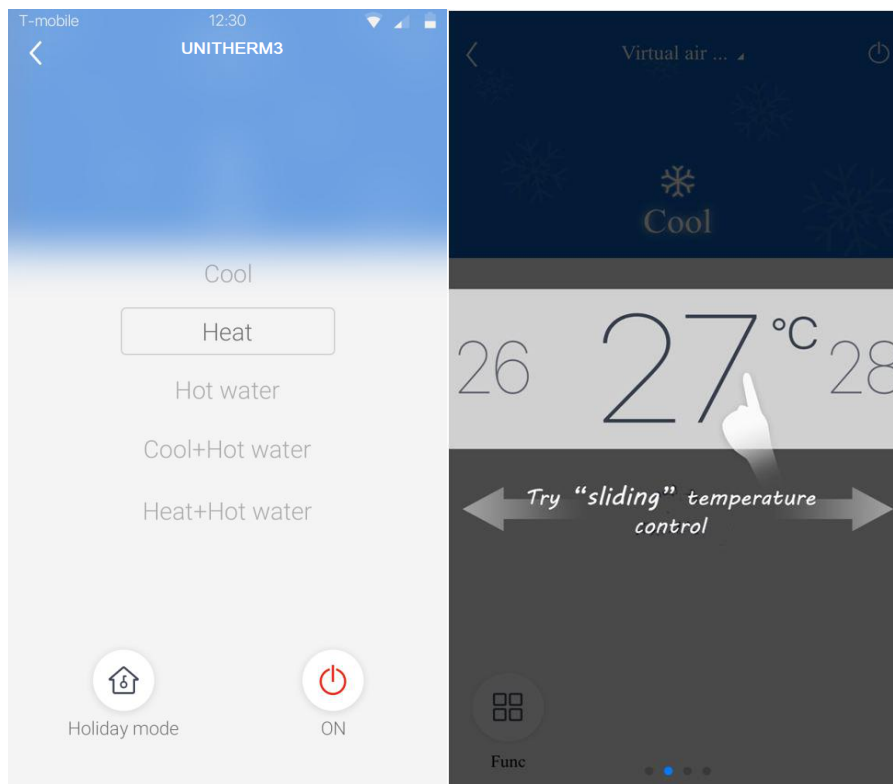 T-mobile 12:30
UNITHERM3
Cool
Heat
Hot water
Cool+Hot water
Heat+Hot water
Holiday mode
ON
Virtual air ...
Cool
26 27°C 28
Try “sliding” temperature
control
Func